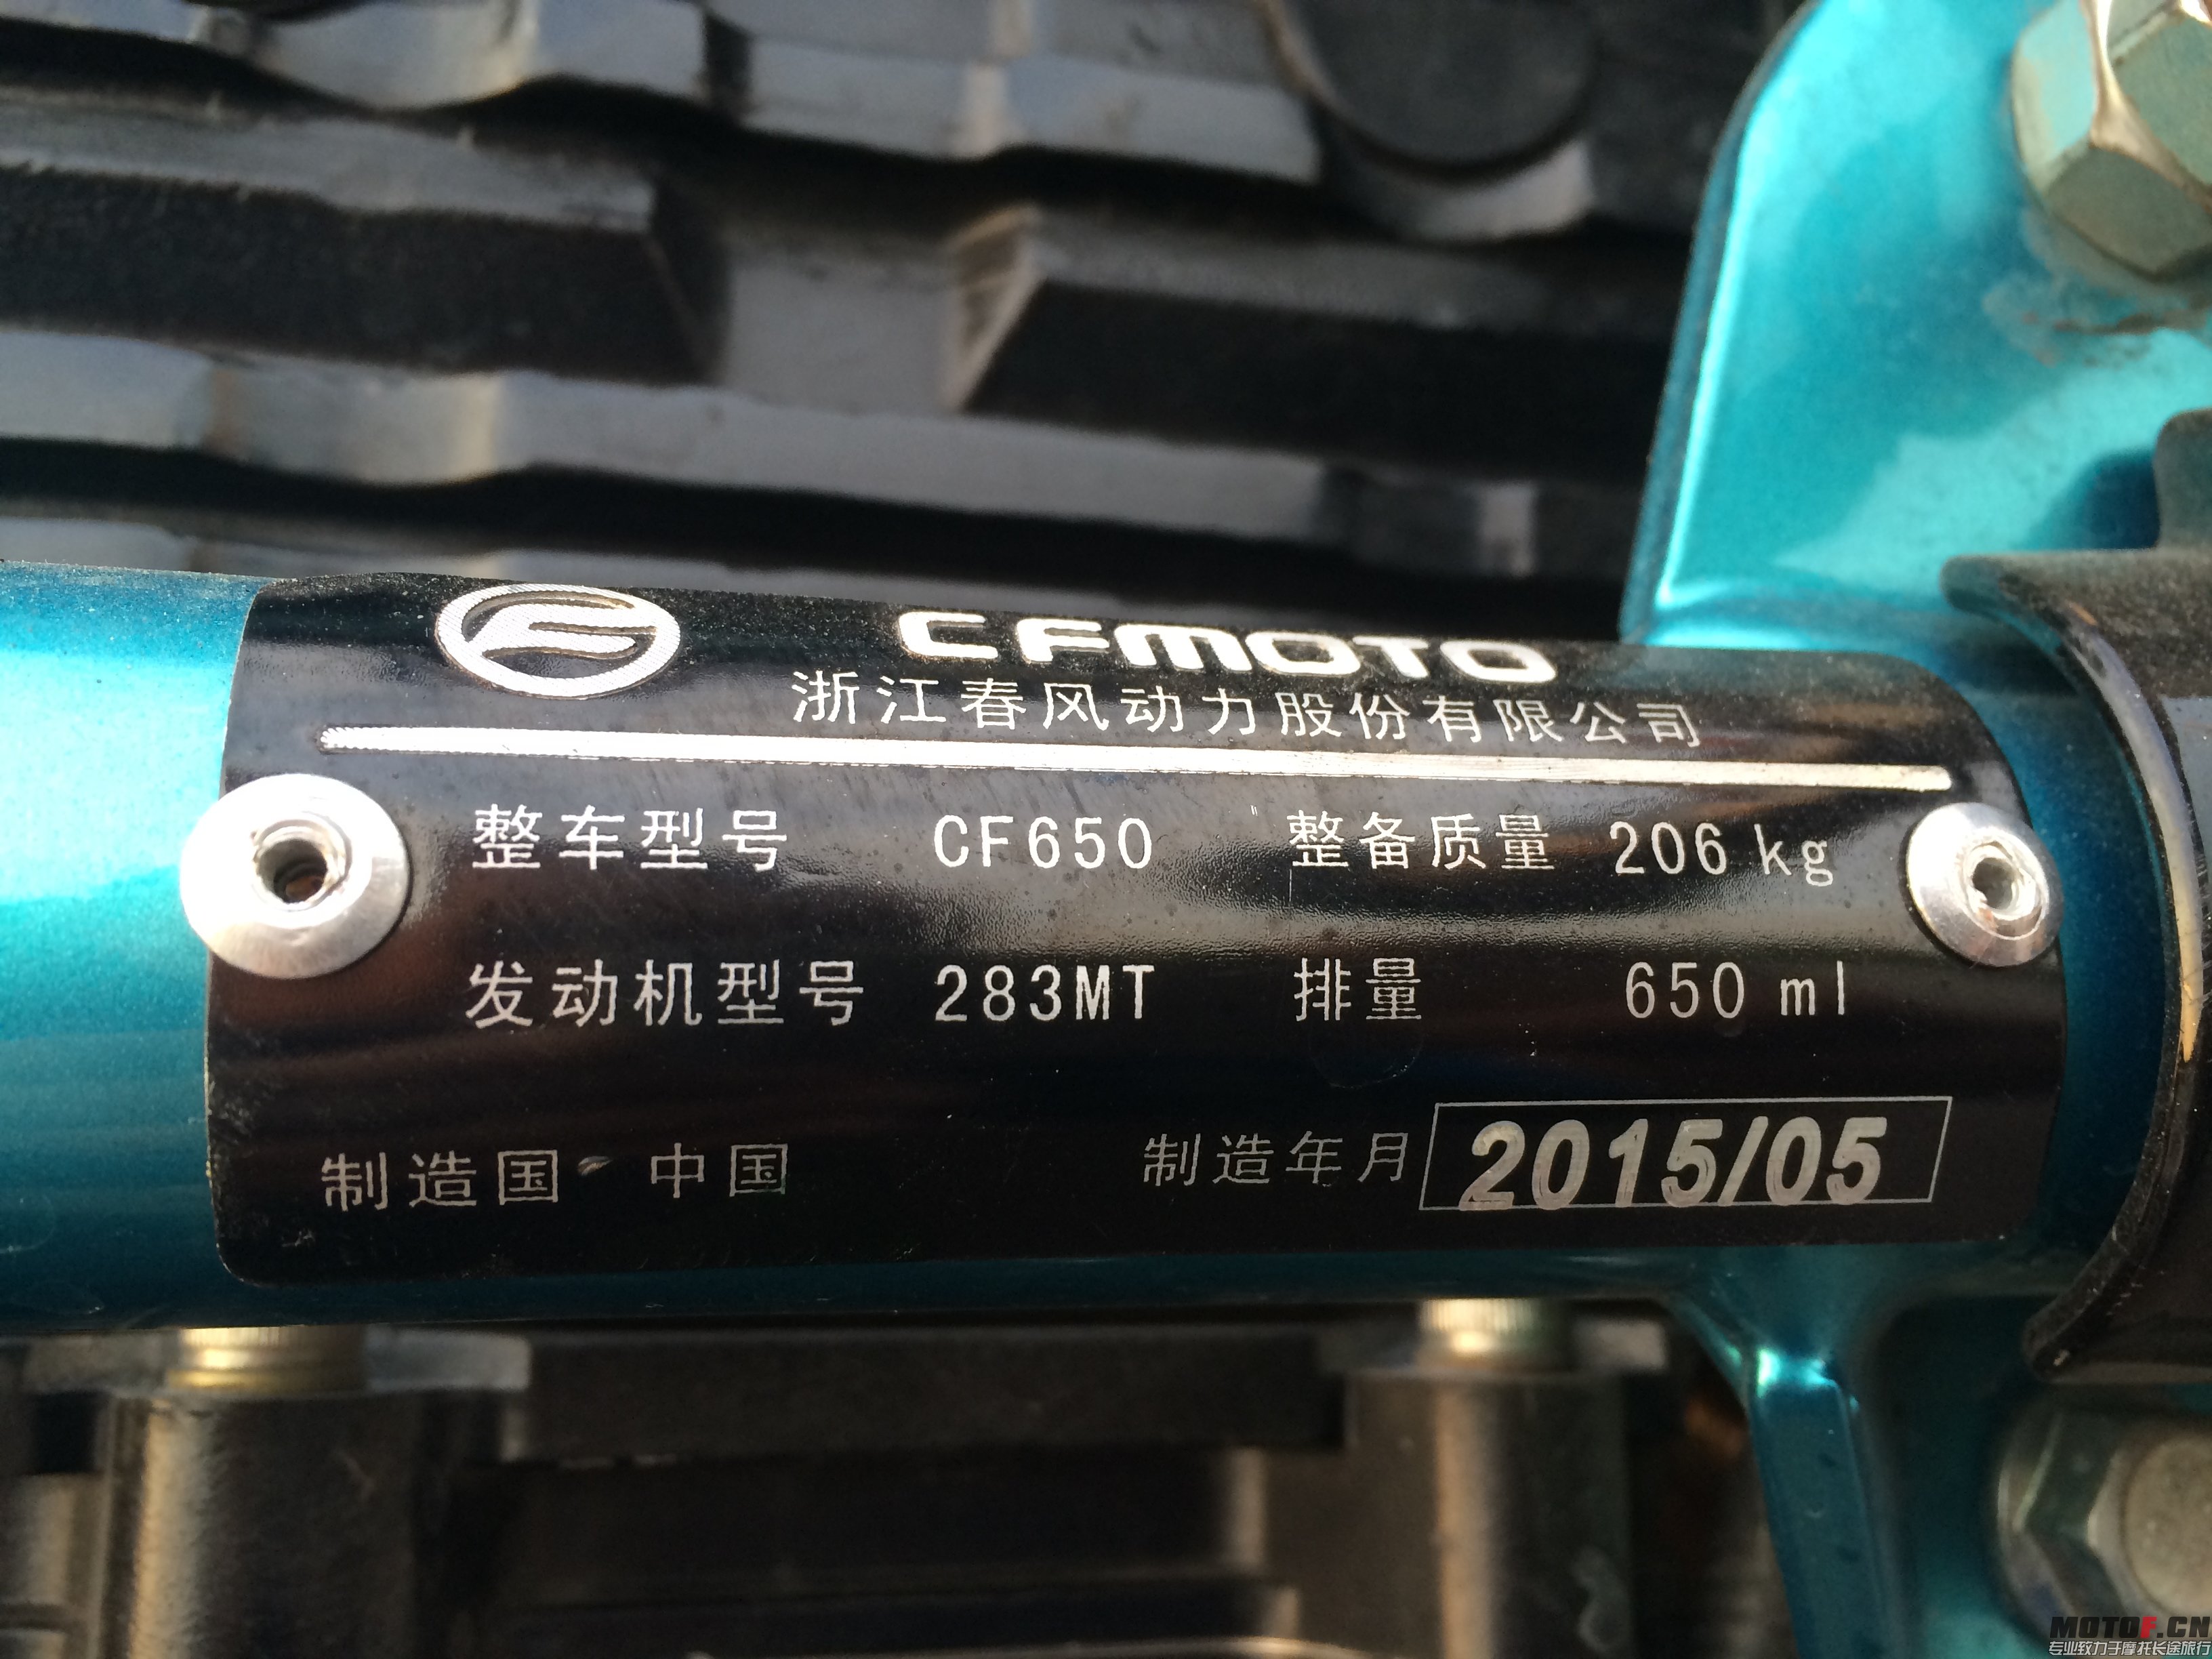 CFMOTO
浙江春风动力股份有限公司
整车型号 CF650 整备质量 206 kg
发动机型号 283MT 排量 650 ml
制造国 中国 制造年月 2015/05
MOTOF.CN
专业致力于摩托长途旅行